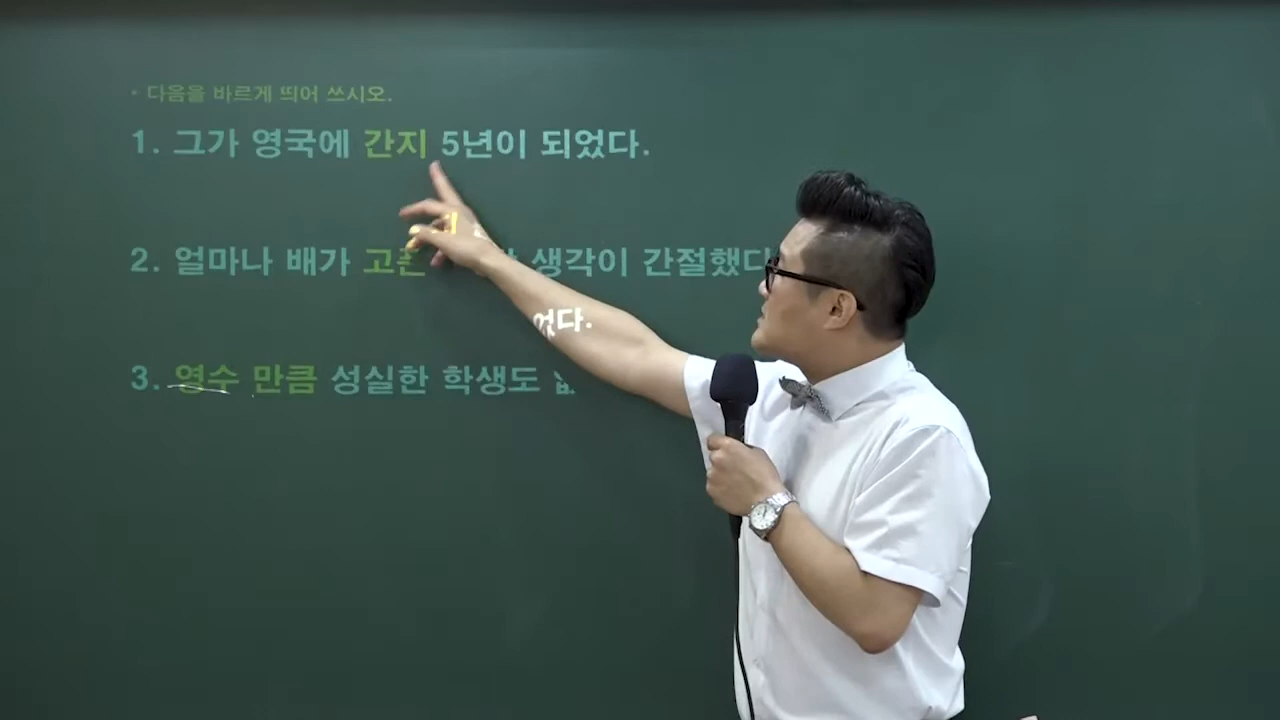 · 다음을 바르게 띄어 쓰시오.
1. 그가 영국에 간지 5년이 되었다.
2. 얼마나 배가 생각이 간절했다
3. 영수 만큼 성실한 학생도
었다.